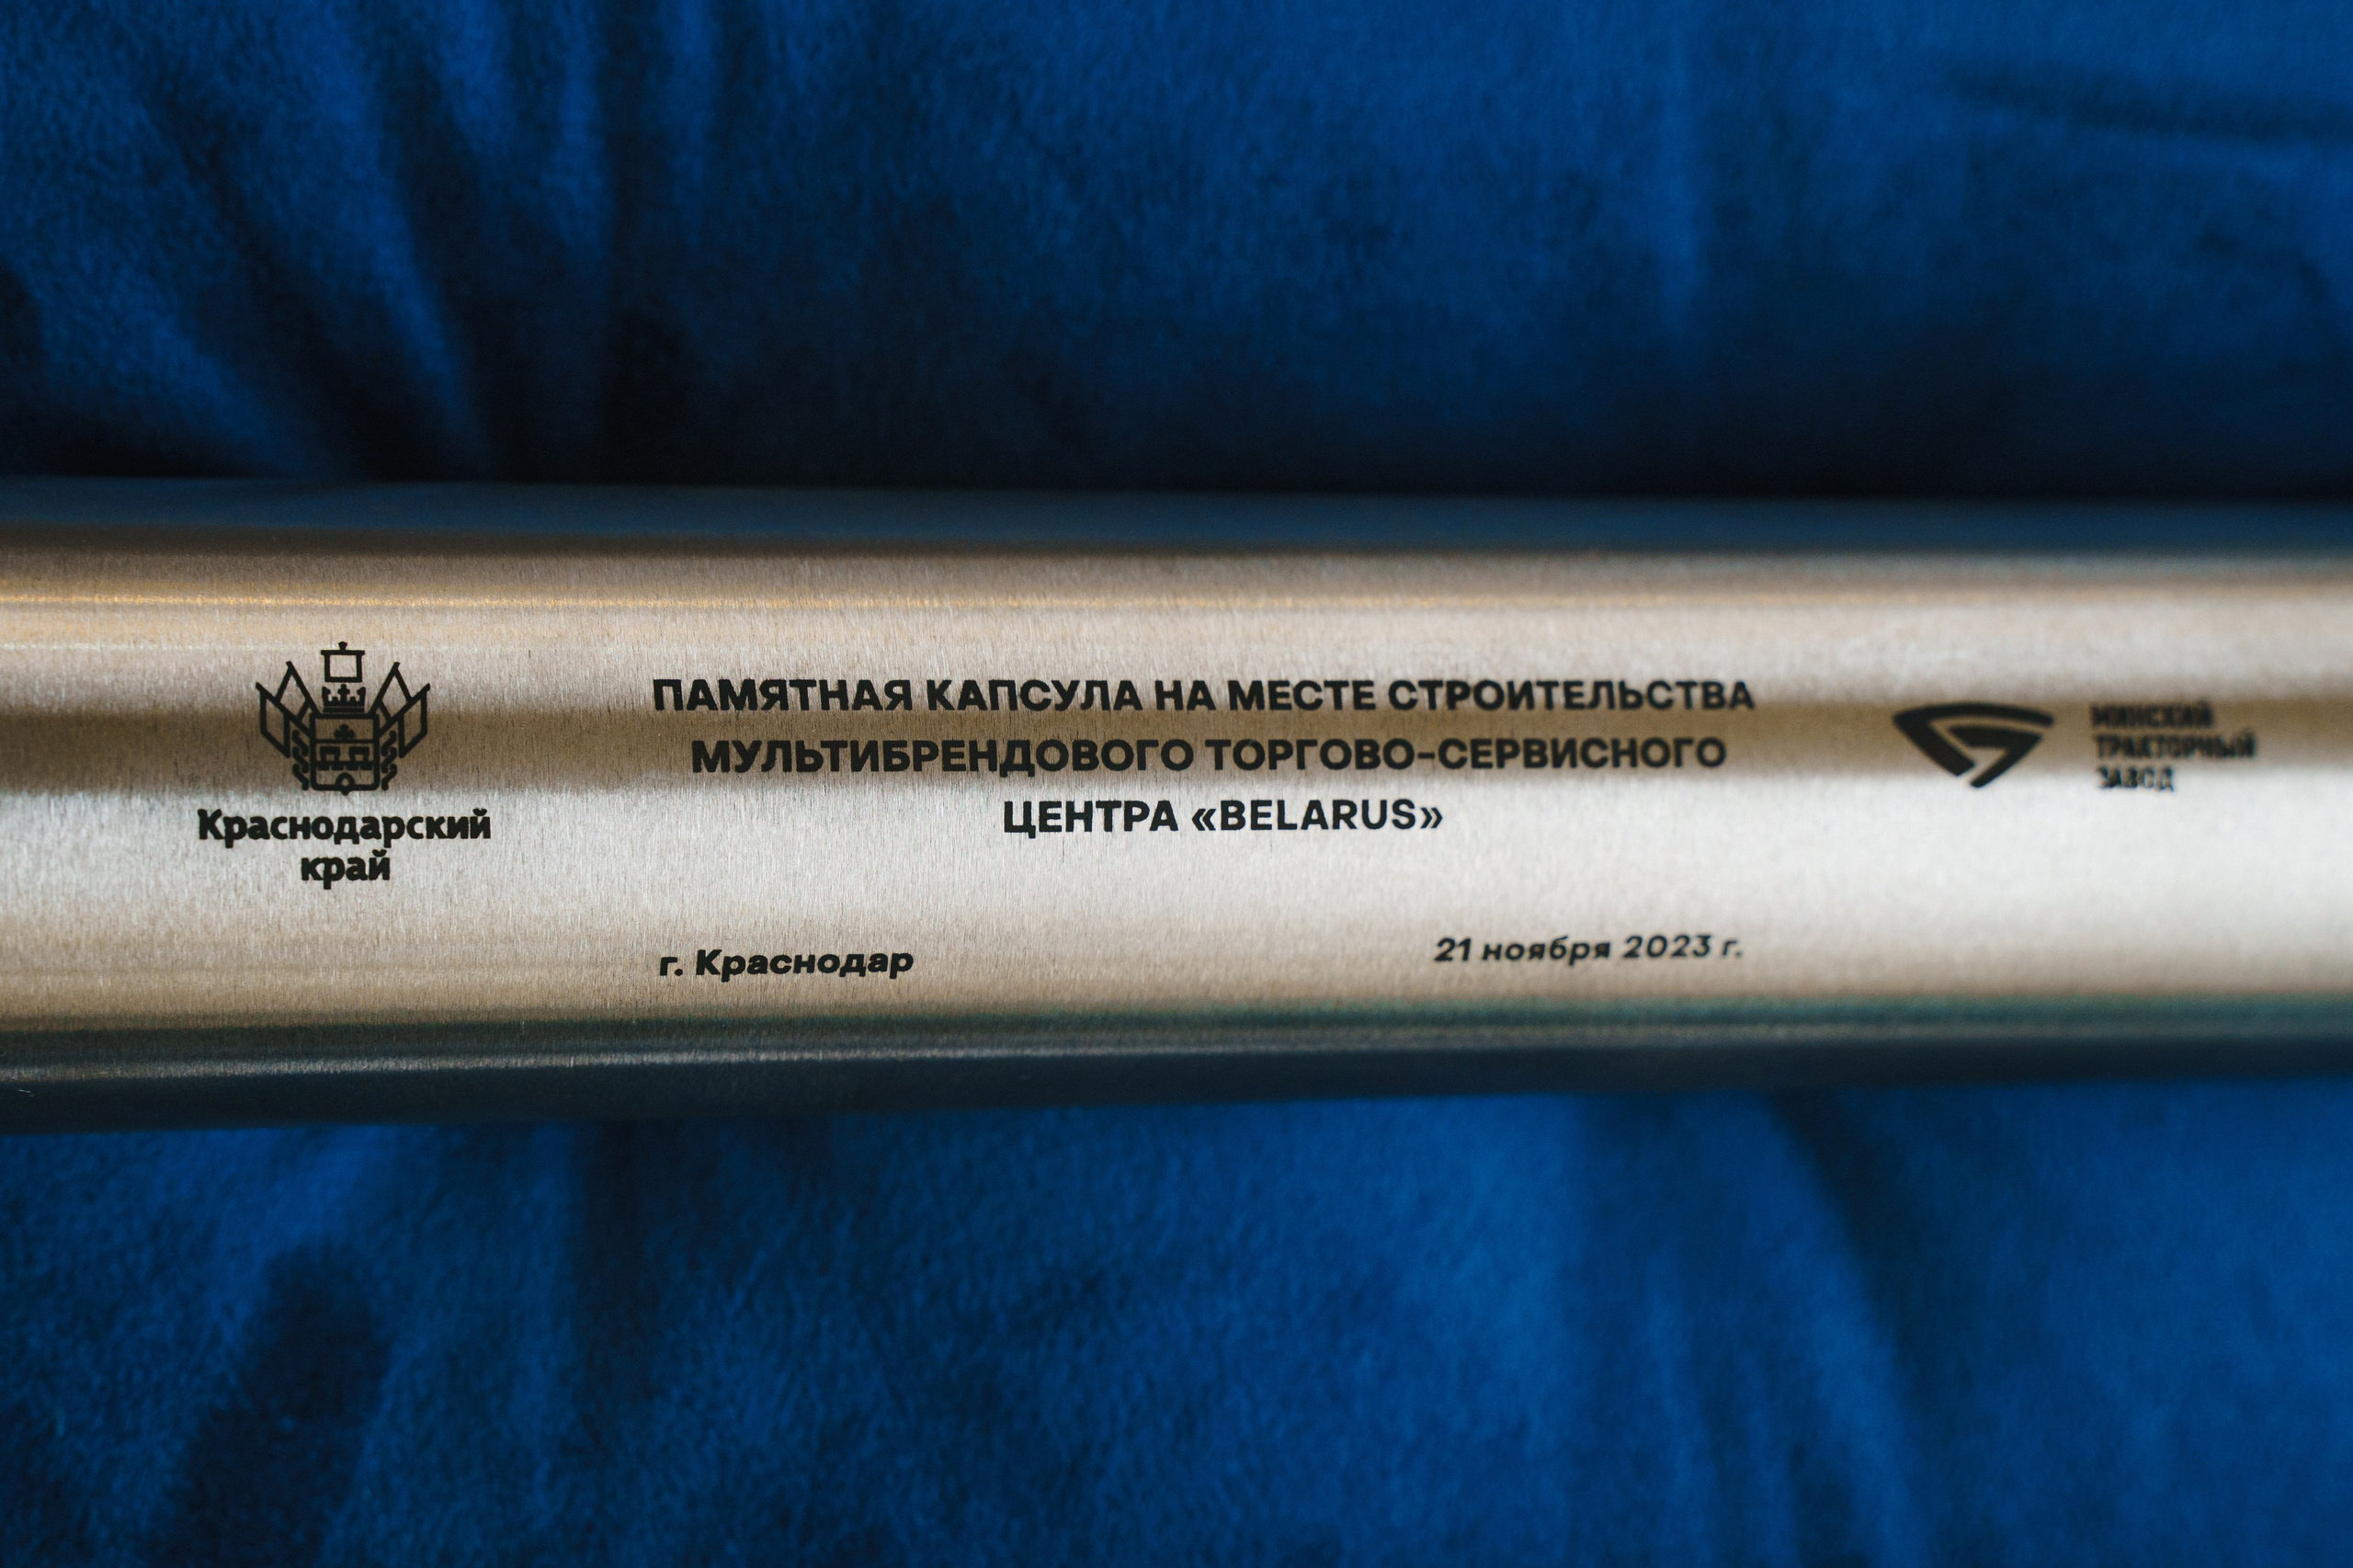 Краснодарский
край
ПАМЯТНАЯ КАПСУЛА НА МЕСТЕ СТРОИТЕЛЬСТВА
МУЛЬТИБРЕНДОВОГО ТОРГОВО-СЕРВИСНОГО
ЦЕНТРА «BELARUS»
г. Краснодар
21 ноября 2023 г.
МИНСКИЙ
ТРАКТОРНЫЙ
ЗАВОД